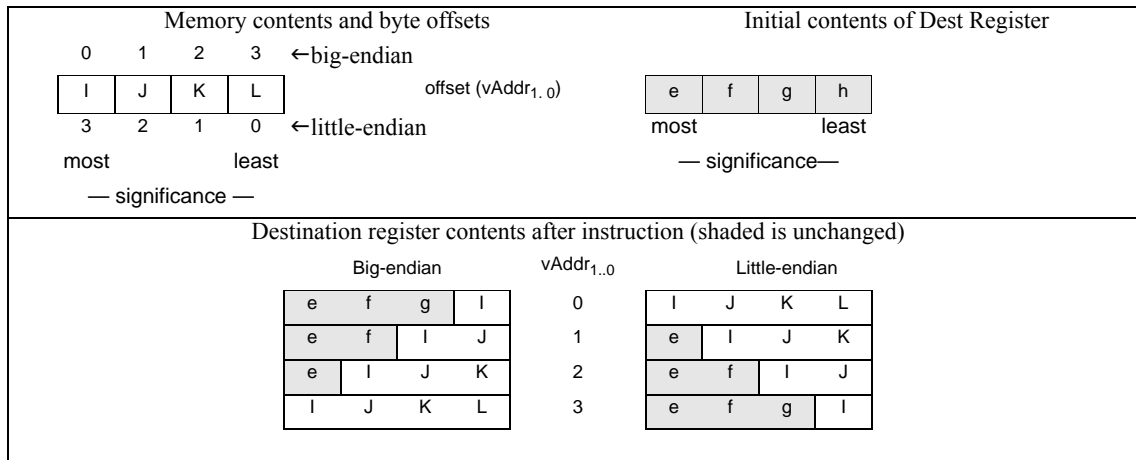 Memory contents and byte offsets
Initial contents of Dest Register
0 1 2 3 ←big-endian
I J K L
offset (vAddr1. 0)
e f g h
3 2 1 0 ←little-endian
most least
most least
— significance—
— significance —
Destination register contents after instruction (shaded is unchanged)
Big-endian vAddr1..0 Little-endian
e f g I 0 I J K L
e f I J 1 e I J K
e I J K 2 e f I J
I J K L 3 e f g I